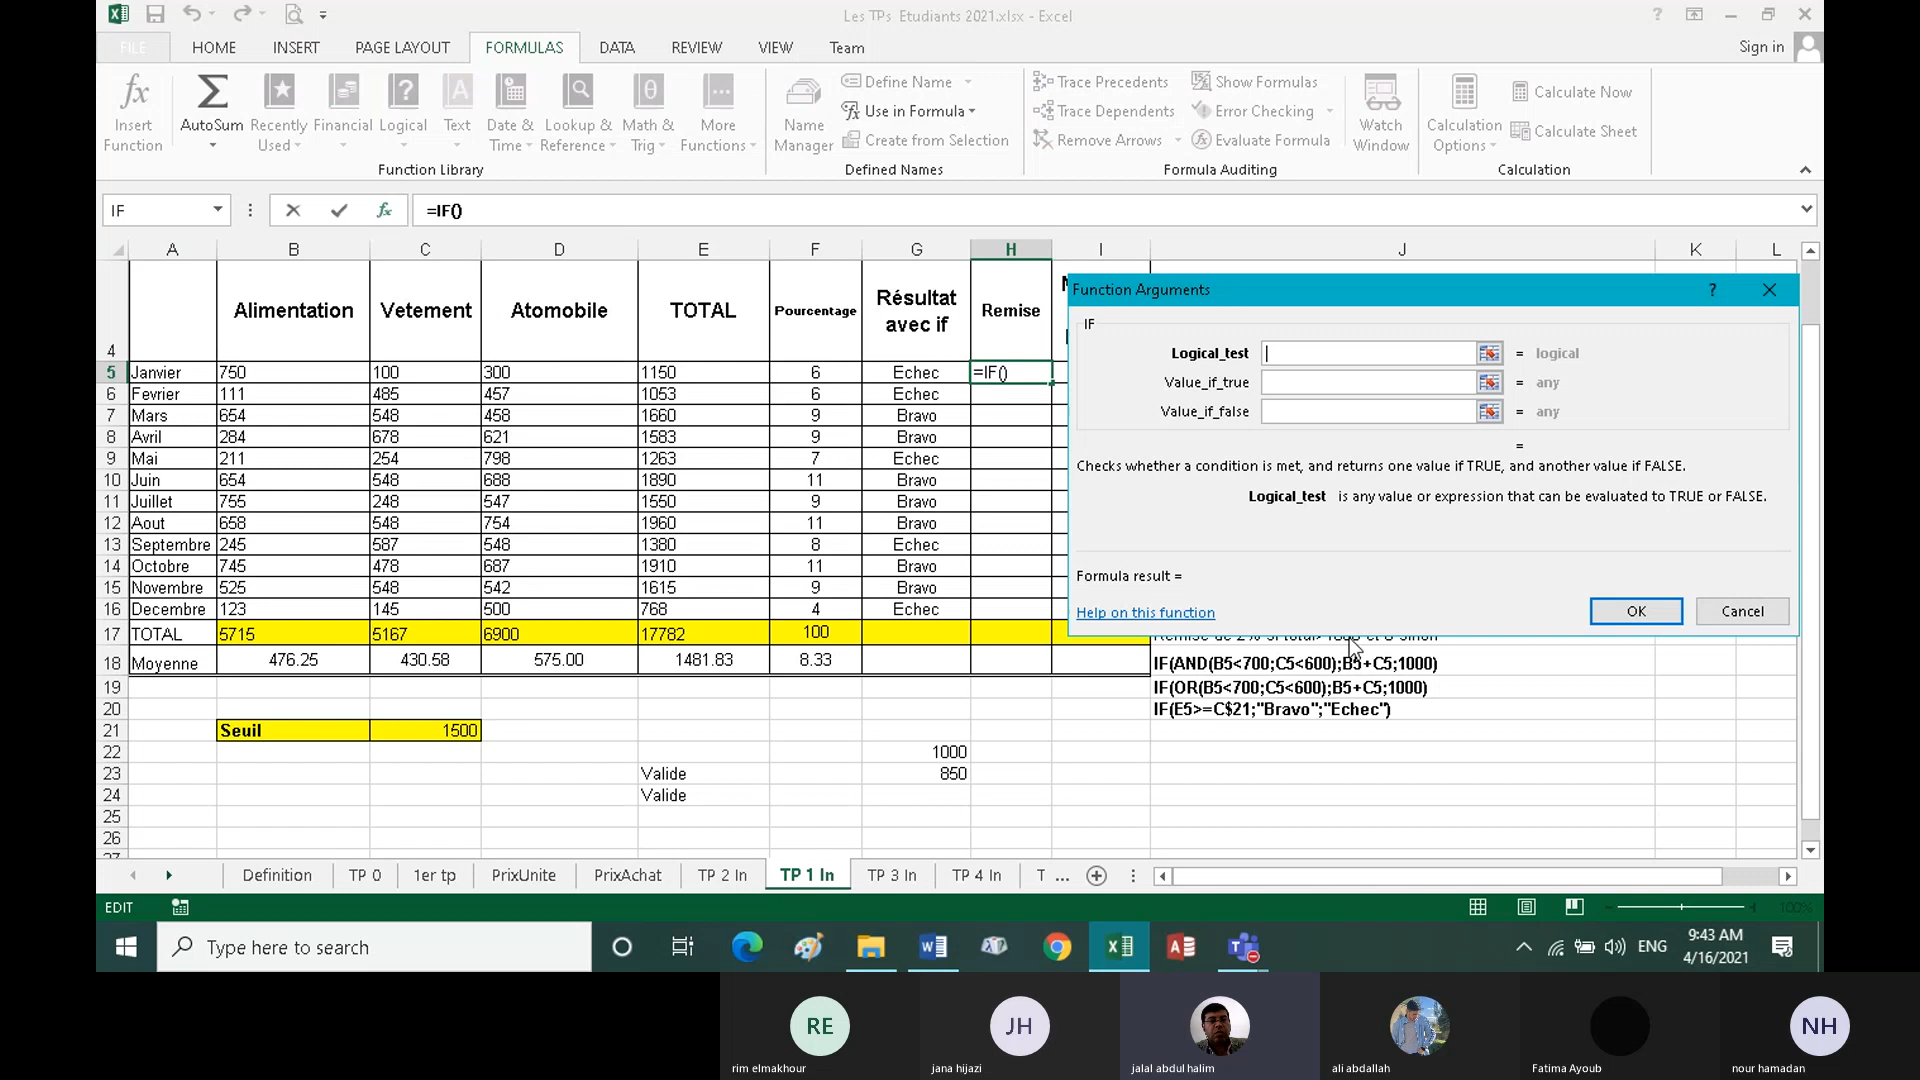 Les TPs Etudiants 2021.xlsx - Excel
FILE HOME INSERT PAGE LAYOUT FORMULAS DATA REVIEW VIEW Team Sign in
Insert Function AutoSum Recently Used Financial Logical Text Date & Time Lookup & Reference Math & Trig More Functions
Name Manager Define Name Use in Formula Create from Selection
Trace Precedents Trace Dependents Remove Arrows Show Formulas Error Checking Evaluate Formula
Watch Window Calculation Options Calculate Now Calculate Sheet
Function Library Defined Names Formula Auditing Calculation
IF =IF()
A B C D E F G H I J K L
4 Alimentation Vetement Atomobile TOTAL Pourcentage Résultat avec if Remise
5 Janvier 750 100 300 1150 6 Echec =IF()
6 Fevrier 111 485 457 1053 6 Echec
7 Mars 654 548 458 1660 9 Bravo
8 Avril 284 678 621 1583 9 Bravo
9 Mai 211 254 798 1263 7 Echec
10 Juin 654 548 688 1890 11 Bravo
11 Juillet 755 248 547 1550 9 Bravo
12 Aout 658 548 754 1960 11 Bravo
13 Septembre 245 587 548 1380 8 Echec
14 Octobre 745 478 687 1910 11 Bravo
15 Novembre 525 548 542 1615 9 Bravo
16 Decembre 123 145 500 768 4 Echec
17 TOTAL 5715 5167 6900 17782 100
18 Moyenne 476.25 430.58 575.00 1481.83 8.33
IF(AND(B5<700;C5<600);B5+C5;1000)
19 IF(OR(B5<700;C5<600);B5+C5;1000)
20 IF(E5>=C$21;"Bravo";"Echec")
21 Seuil 1500
22 1000
23 Valide 850
24 Valide
25
26
Function Arguments ?
IF
Logical_test = logical
Value_if_true = any
Value_if_false = any
=
Checks whether a condition is met, and returns one value if TRUE, and another value if FALSE.
Logical_test is any value or expression that can be evaluated to TRUE or FALSE.
Formula result =
Help on this function OK Cancel
Definition TP 0 1er tp PrixUnite PrixAchat TP 2 In TP 1 In TP 3 In TP 4 In T ...
EDIT 100%
Type here to search ENG 9:43 AM
4/16/2021
RE JH NH
rim elmakhour jana hijazi jalal abdul halim ali abdallah Fatima Ayoub nour hamadan